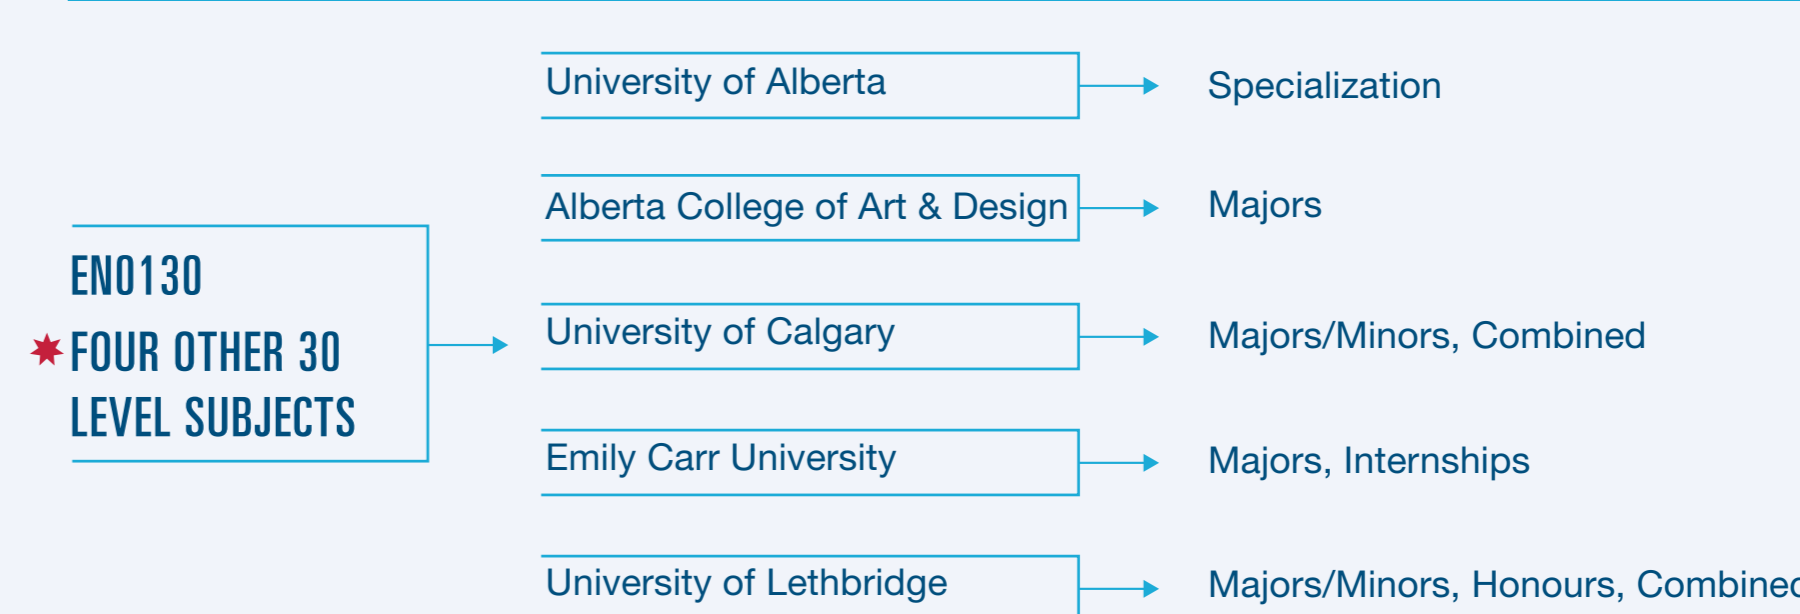 University of Alberta
Specialization
Alberta College of Art & Design
Majors
EN0130
FOUR OTHER 30
LEVEL SUBJECTS
University of Calgary
Majors/Minors, Combined
Emily Carr University
Majors, Internships
University of Lethbridge
Majors/Minors, Honours, Combined